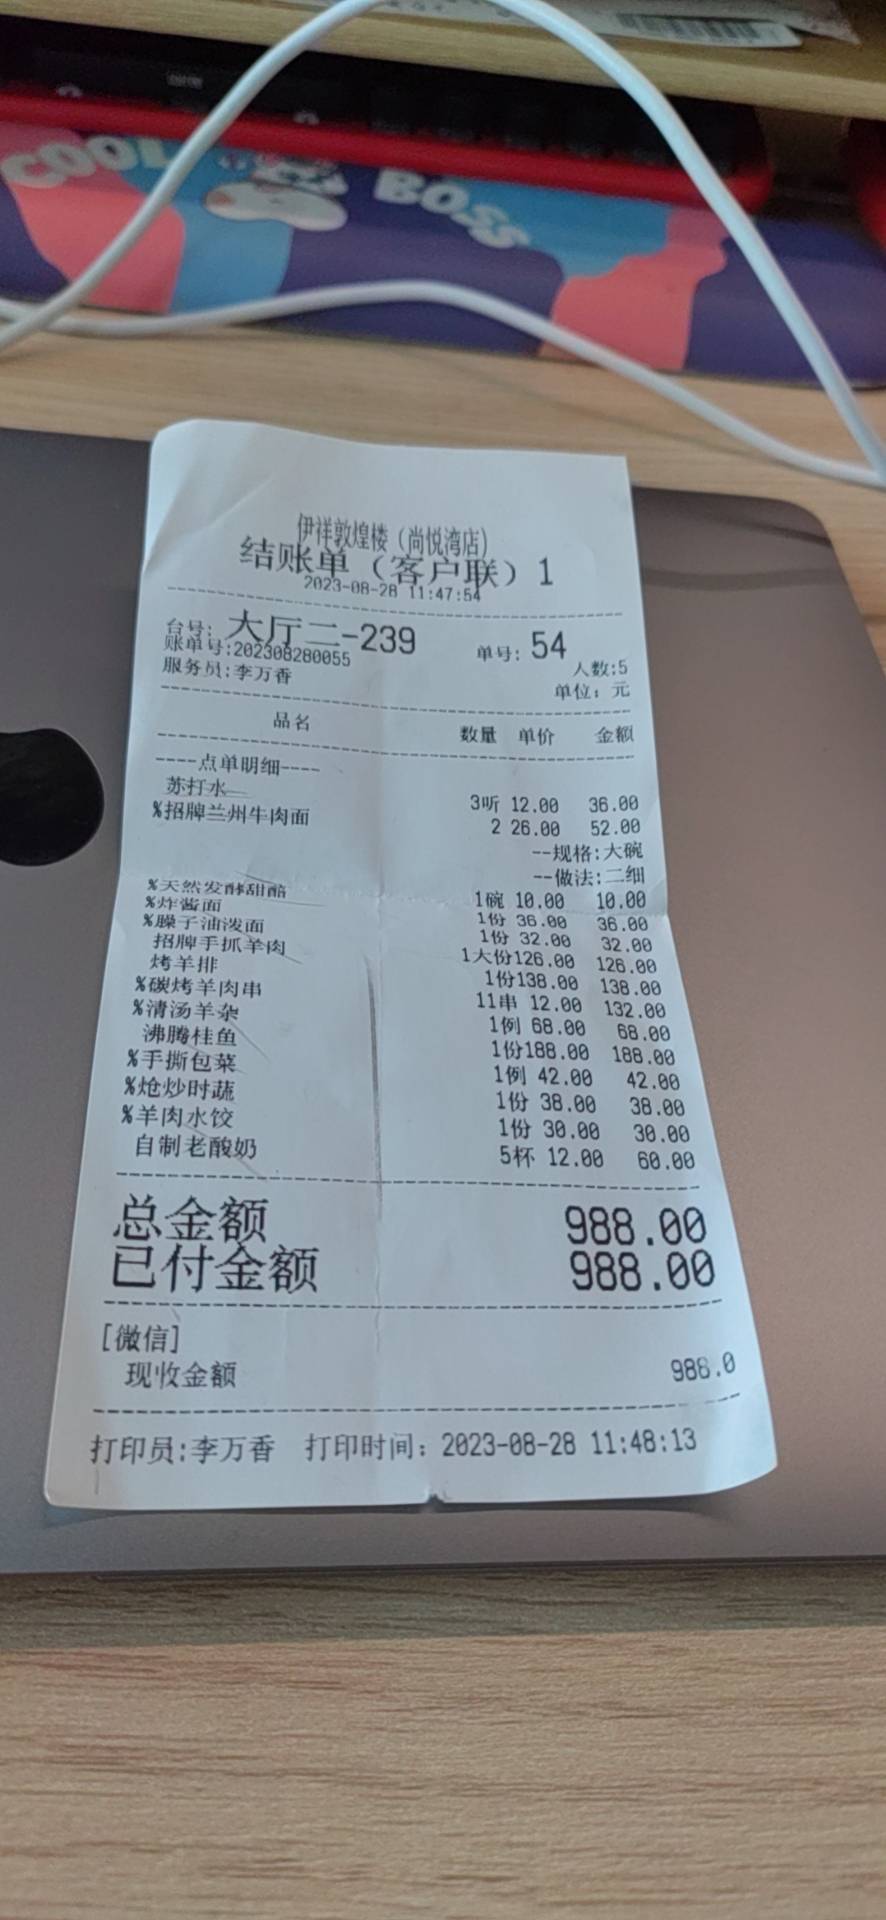 COOL BOSS
伊祥敦煌楼（尚悦湾店）
结账单（客户联）1
2023-08-28 11:47:54
台号: 大厅二-239 单号: 54
账单号:202308280055 人数:5
服务员:李万香 单位: 元
品名 数量 单价 金额
----点单明细----
苏打水 3听 12.00 36.00
%招牌兰州牛肉面 2 26.00 52.00
--规格:大碗
--做法:二细
%天然发酵甜醅 1碗 10.00 10.00
%炸酱面 1份 36.00 36.00
%臊子油泼面 1份 32.00 32.00
招牌手抓羊肉 1大份126.00 126.00
烤羊排 1份138.00 138.00
%碳烤羊肉串 11串 12.00 132.00
%清汤羊杂 1例 68.00 68.00
沸腾桂鱼 1份188.00 188.00
%手撕包菜 1例 42.00 42.00
%炝炒时蔬 1份 38.00 38.00
%羊肉水饺 1份 30.00 30.00
自制老酸奶 5杯 12.00 60.00
总金额 988.00
已付金额 988.00
[微信]
现收金额 988.0
打印员:李万香 打印时间: 2023-08-28 11:48:13